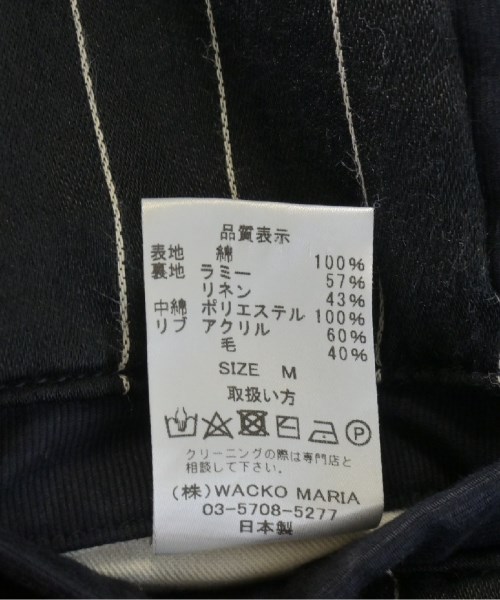 品質表示
表地 綿 100%
裏地 ラミー 57%
リネン 43%
中綿 ポリエステル 100%
リブ アクリル 60%
毛 40%
SIZE M
取扱い方
P
クリーニングの際は専門店と
相談して下さい。
(株)WACKO MARIA
03-5708-5277
日本製